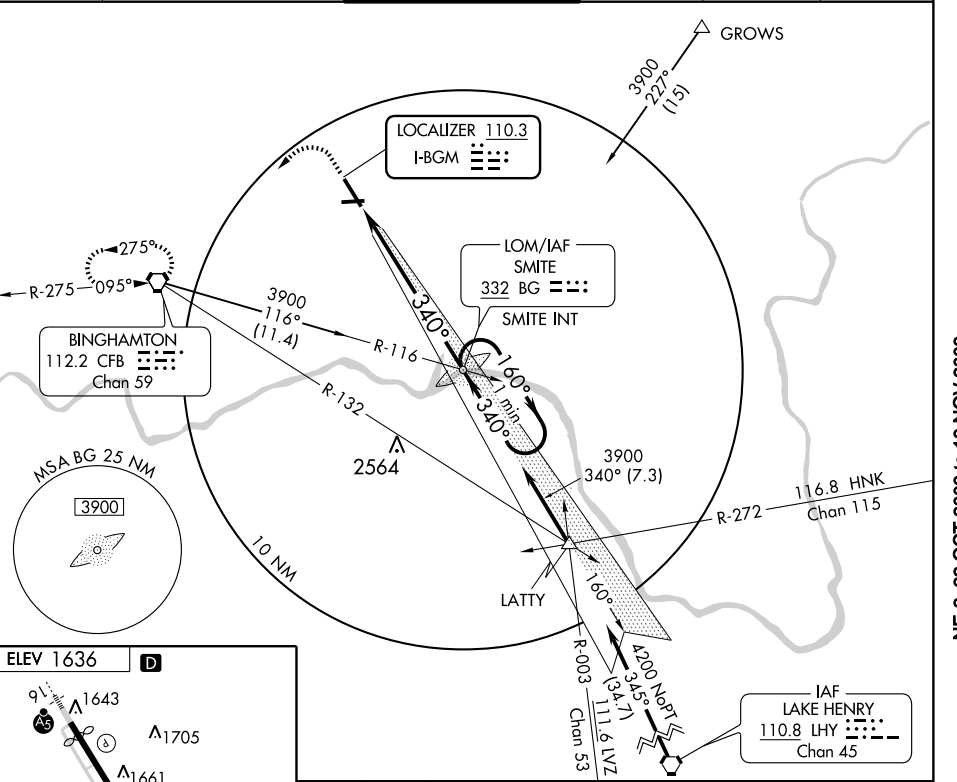 GROWS
3900
227°
(15)
LOCALIZER 110.3
I-BGM
LOM/IAF
SMITE
332 BG
SMITE INT
275°
R-275
095°
BINGHAMTON
112.2 CFB
Chan 59
3900
116°
(11.4)
R-116
R-132
340°
160°
1 min
340°
2564
3900
340° (7.3)
MSA BG 25 NM
3900
10 NM
116.8 HNK
Chan 115
R-272
LATTY
160°
R-003
111.6 LVZ
Chan 53
4200 NoPT
345°
(34.7)
IAF
LAKE HENRY
110.8 LHY
Chan 45
ELEV 1636
D
16
A5
1643
1705
1661